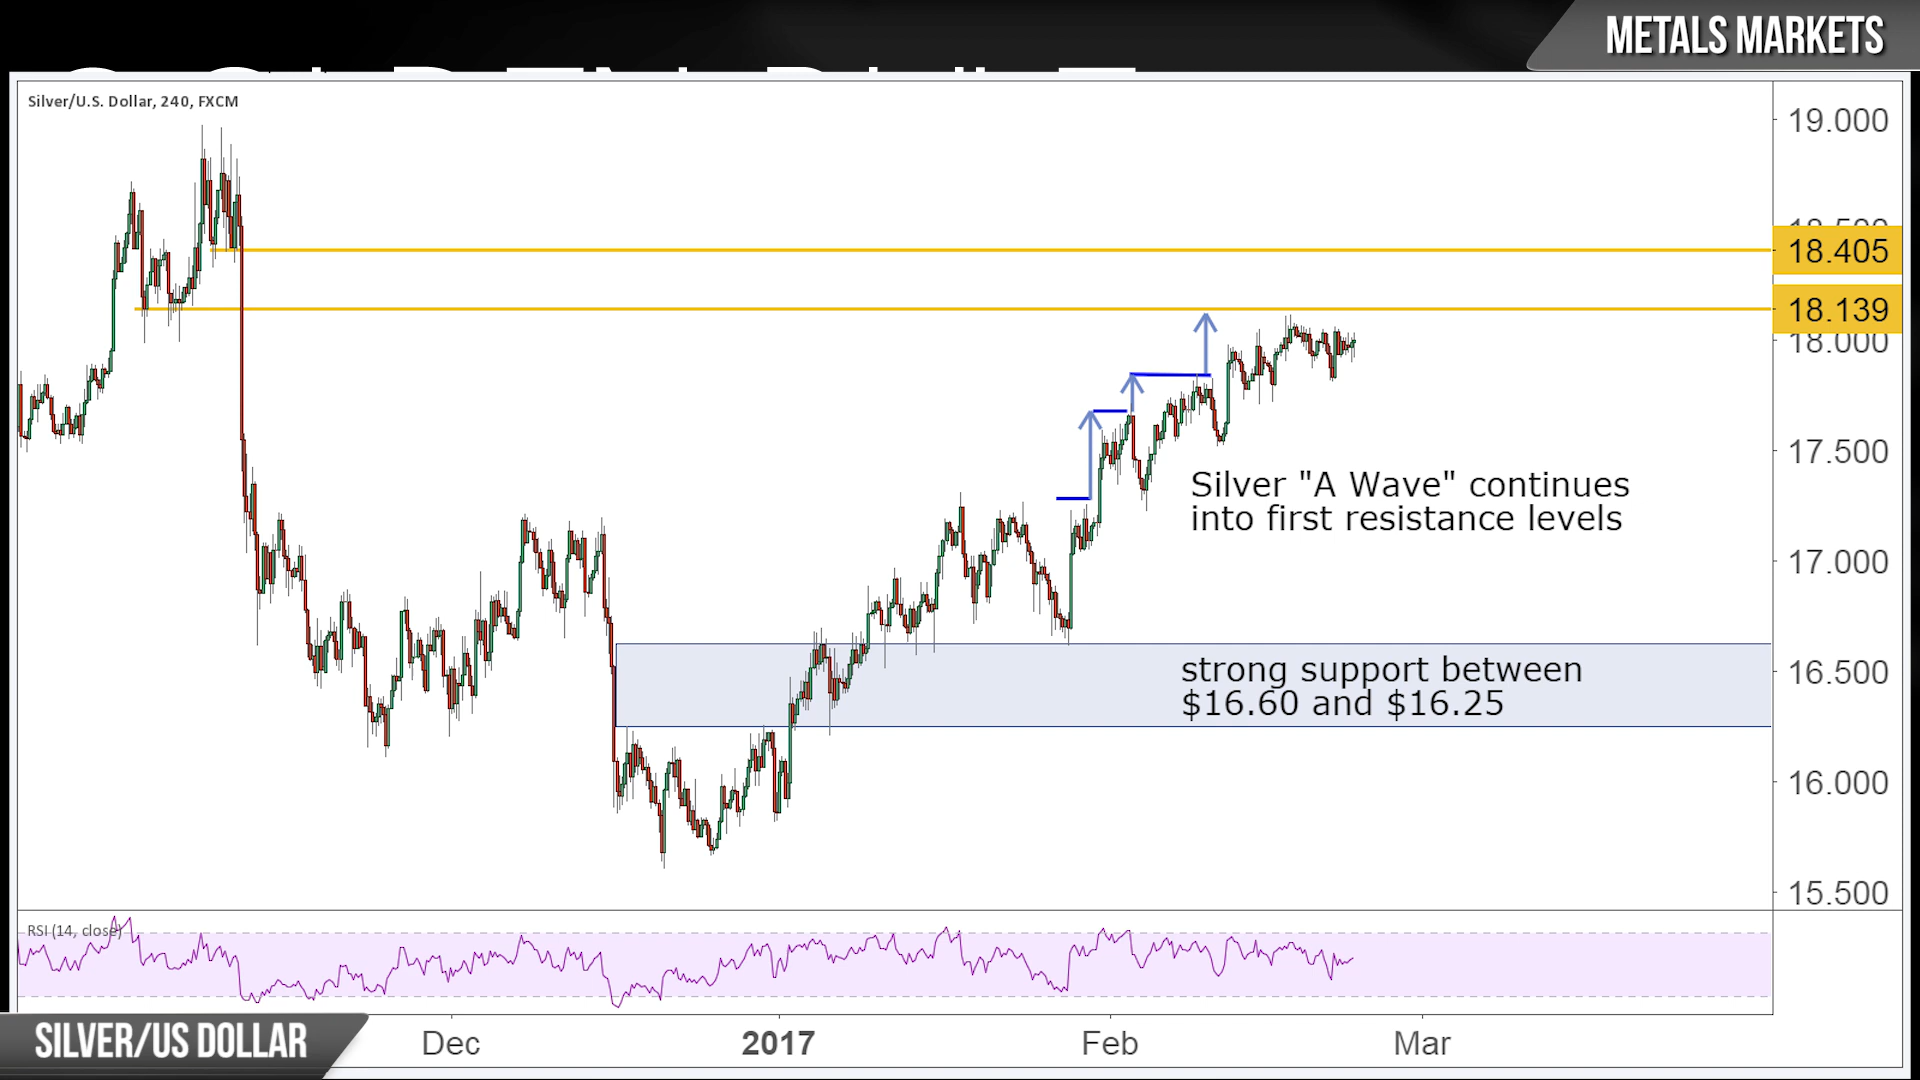 METALS MARKETS
Silver/U.S. Dollar, 240, FXCM
19.000
18.405
18.139
18.000
17.500
Silver "A Wave" continues
into first resistance levels
17.000
strong support between
$16.60 and $16.25
16.500
16.000
15.500
RSI (14, close)
SILVER/US DOLLAR
Dec
2017
Feb
Mar